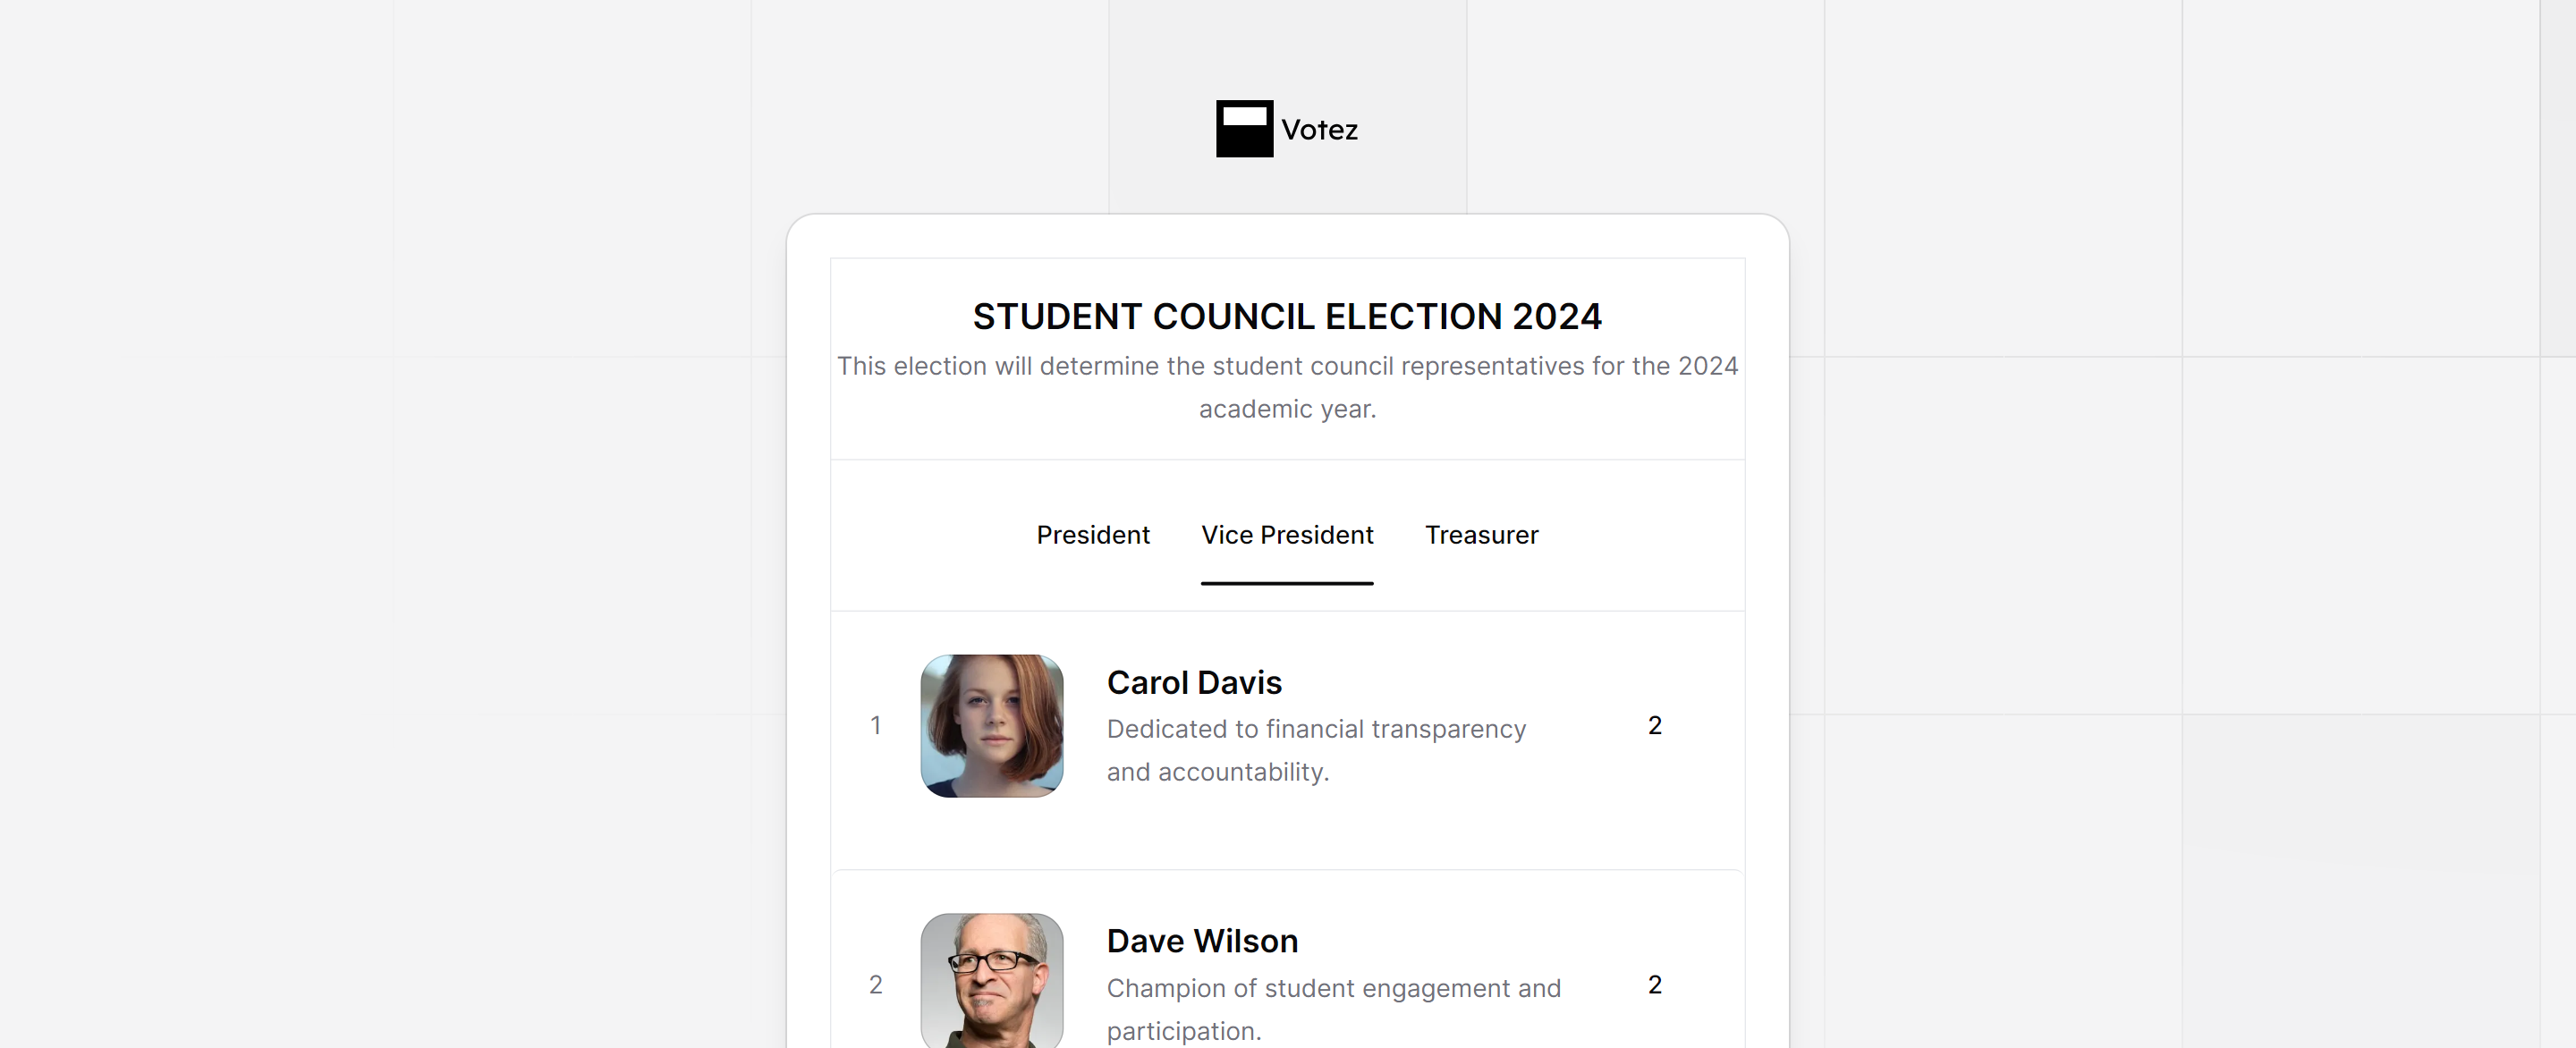 Votez
STUDENT COUNCIL ELECTION 2024
This election will determine the student council representatives for the 2024
academic year.
President
Vice President
Treasurer
1
Carol Davis
Dedicated to financial transparency
and accountability.
2
2
Dave Wilson
Champion of student engagement and
participation.
2